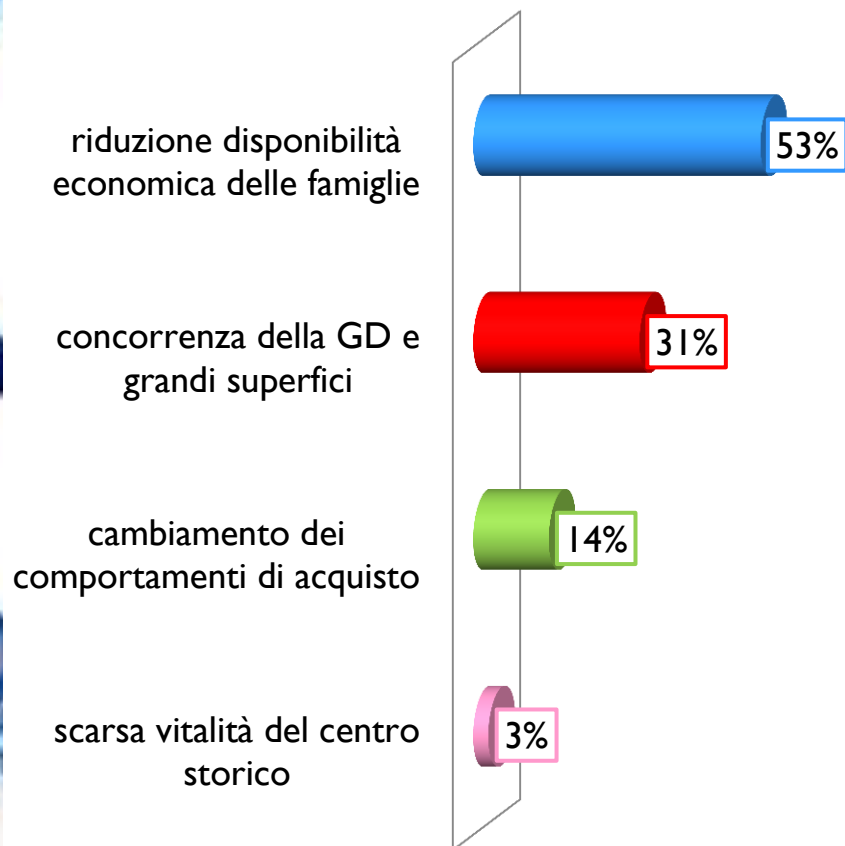 riduzione disponibilità
economica delle famiglie
53%
concorrenza della GD e
grandi superfici
31%
cambiamento dei
comportamenti di acquisto
14%
scarsa vitalità del centro
storico
3%